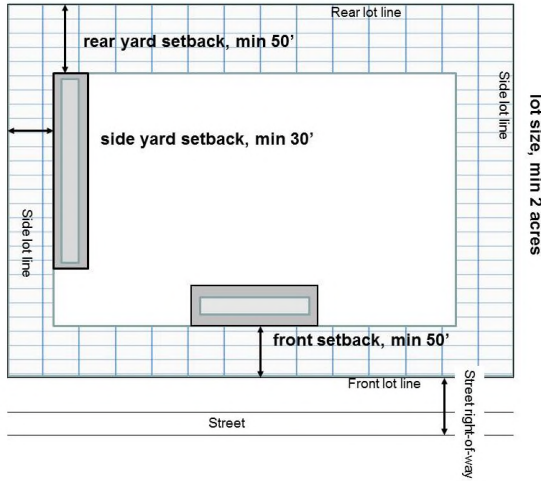 Rear lot line
rear yard setback, min 50’
side yard setback, min 30’
Side lot line
lot size, min 2 acres
Side lot line
front setback, min 50’
Front lot line
Street right-of-way
Street